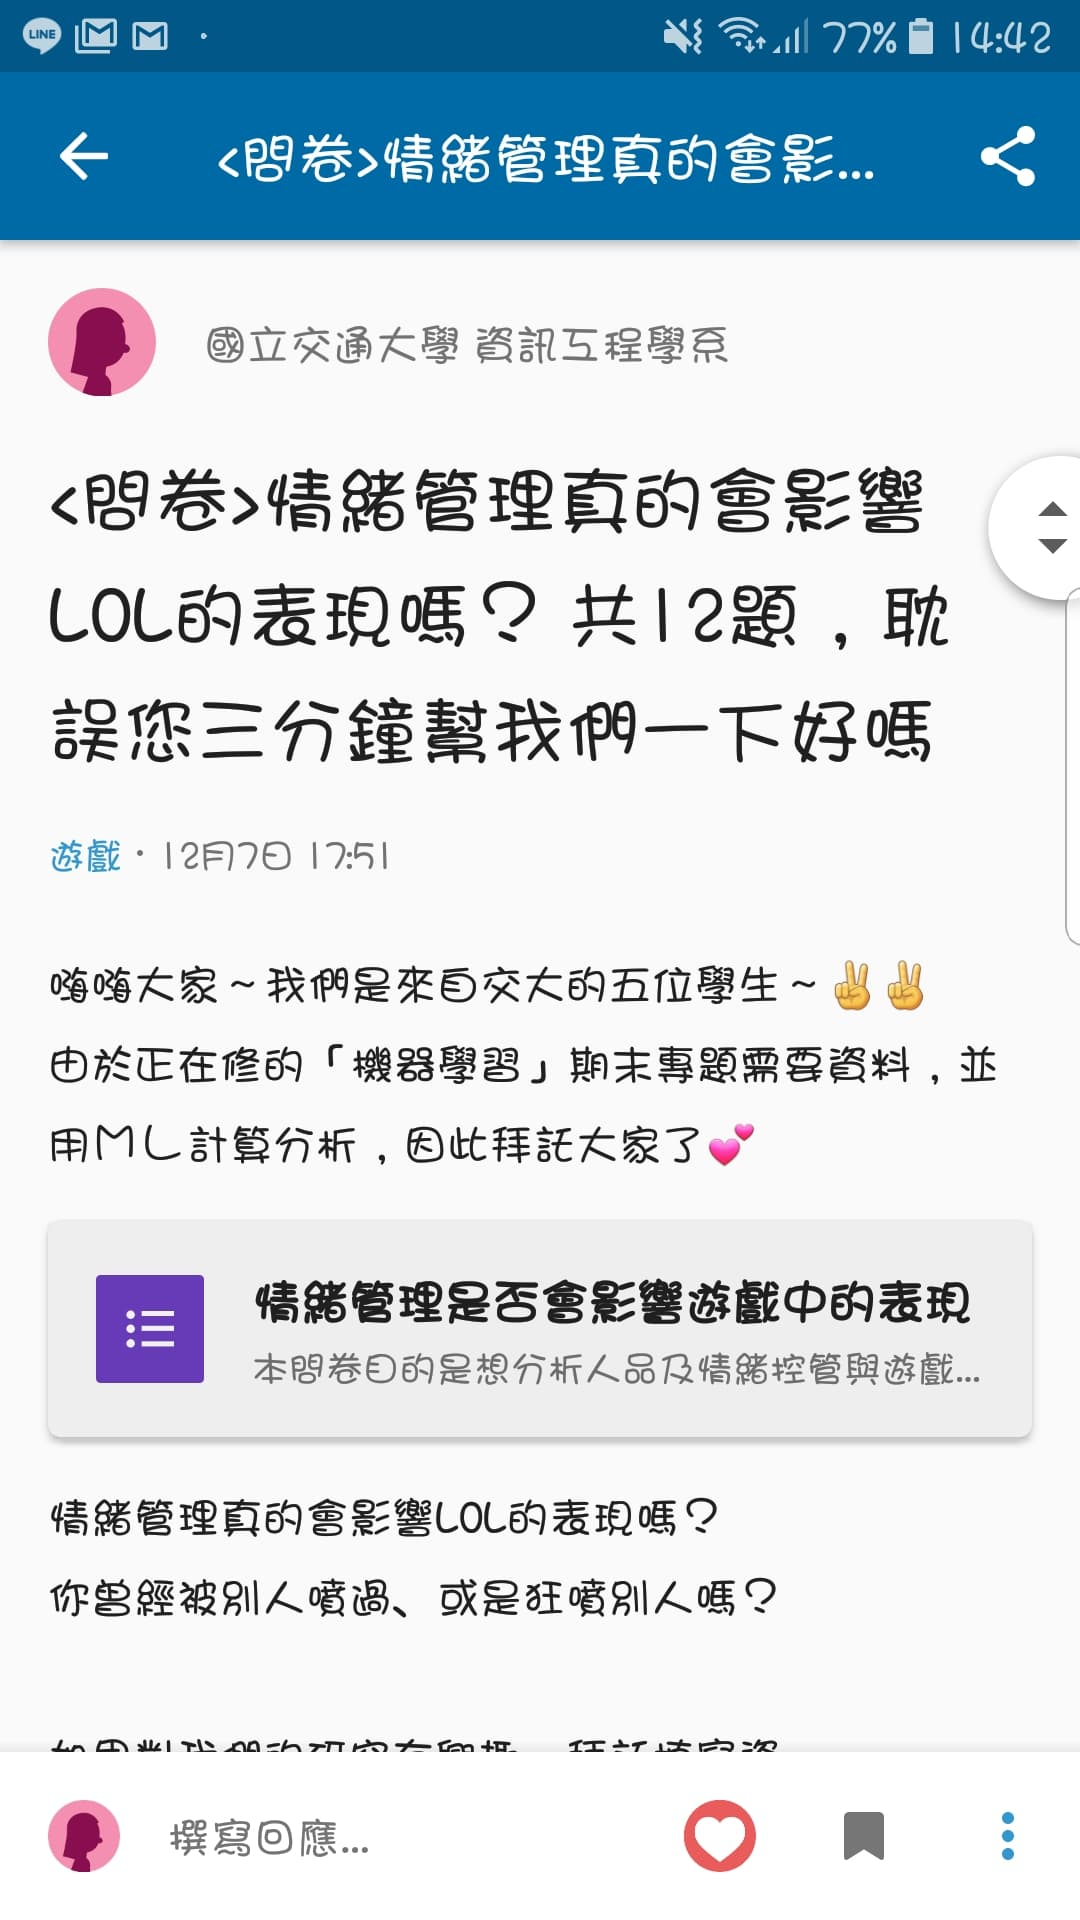 LINE
77% 14:42
<問卷>情緒管理真的會影...
國立交通大學 資訊工程學系
<問卷>情緒管理真的會影響
LOL的表現嗎？ 共12題，耽
誤您三分鐘幫我們一下好嗎
遊戲・12月7日 17:51
嗨嗨大家～我們是來自交大的五位學生～✌✌
由於正在修的「機器學習」期末專題需要資料，並
用ML計算分析，因此拜託大家了💕
情緒管理是否會影響遊戲中的表現
本問卷目的是想分析人品及情緒控管與遊戲...
情緒管理真的會影響LOL的表現嗎？
你曾經被別人噴過、或是狂噴別人嗎？
撰寫回應...